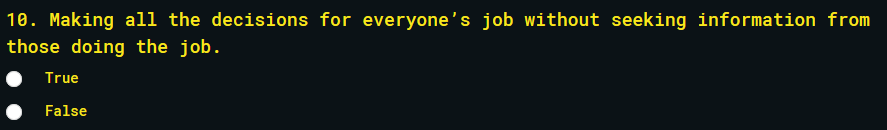 10. Making all the decisions for everyone’s job without seeking information from
those doing the job.
True
False